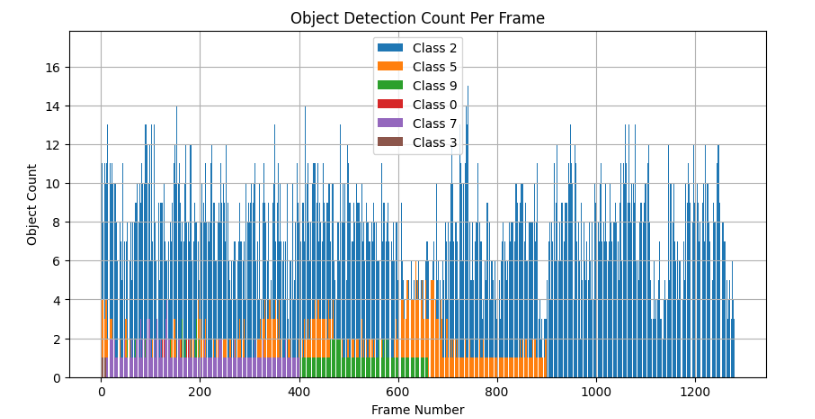 Object Detection Count Per Frame
Class 2
Class 5
Class 9
Class 0
Class 7
Class 3
16
14
12
10
8
6
4
2
0
Object Count
0 200 400 600 800 1000 1200
Frame Number